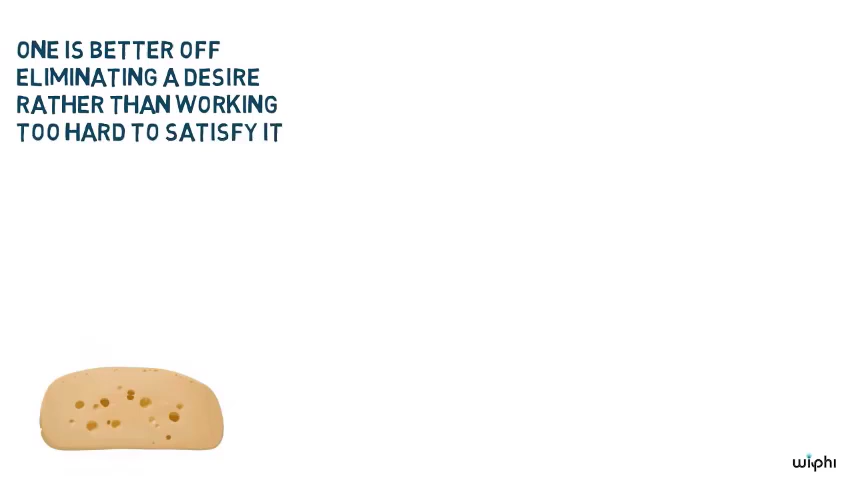 ONE IS BETTER OFF
ELIMINATING A DESIRE
RATHER THAN WORKING
TOO HARD TO SATISFY IT
wiphi